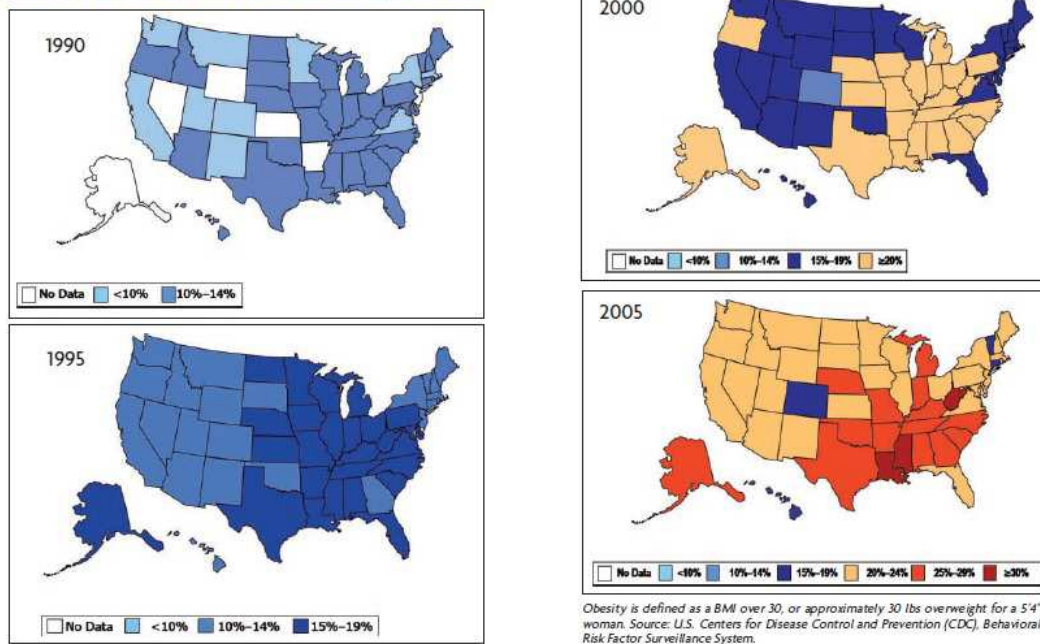 1990
No Data <10% 10%–14%
1995
No Data <10% 10%–14% 15%–19%
2000
No Data <10% 10%–14% 15%–19% ≥20%
2005
No Data <10% 10%–14% 15%–19% 20%–24% 25%–29% ≥30%
Obesity is defined as a BMI over 30, or approximately 30 lbs overweight for a 5'4"
woman. Source: U.S. Centers for Disease Control and Prevention (CDC), Behavioral
Risk Factor Surveillance System.